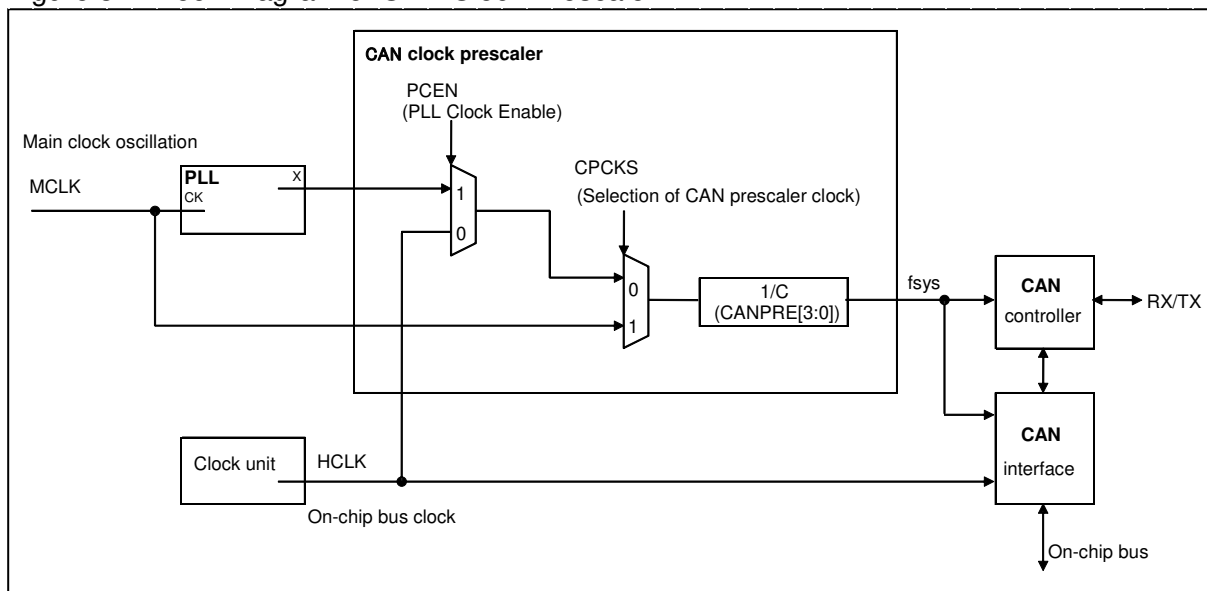 CAN clock prescaler
PCEN
(PLL Clock Enable)
Main clock oscillation
MCLK
PLL
X
CK
1
0
CPCKS
(Selection of CAN prescaler clock)
0
1
1/C
(CANPRE[3:0])
fsys
CAN
controller
RX/TX
Clock unit
HCLK
On-chip bus clock
CAN
interface
On-chip bus